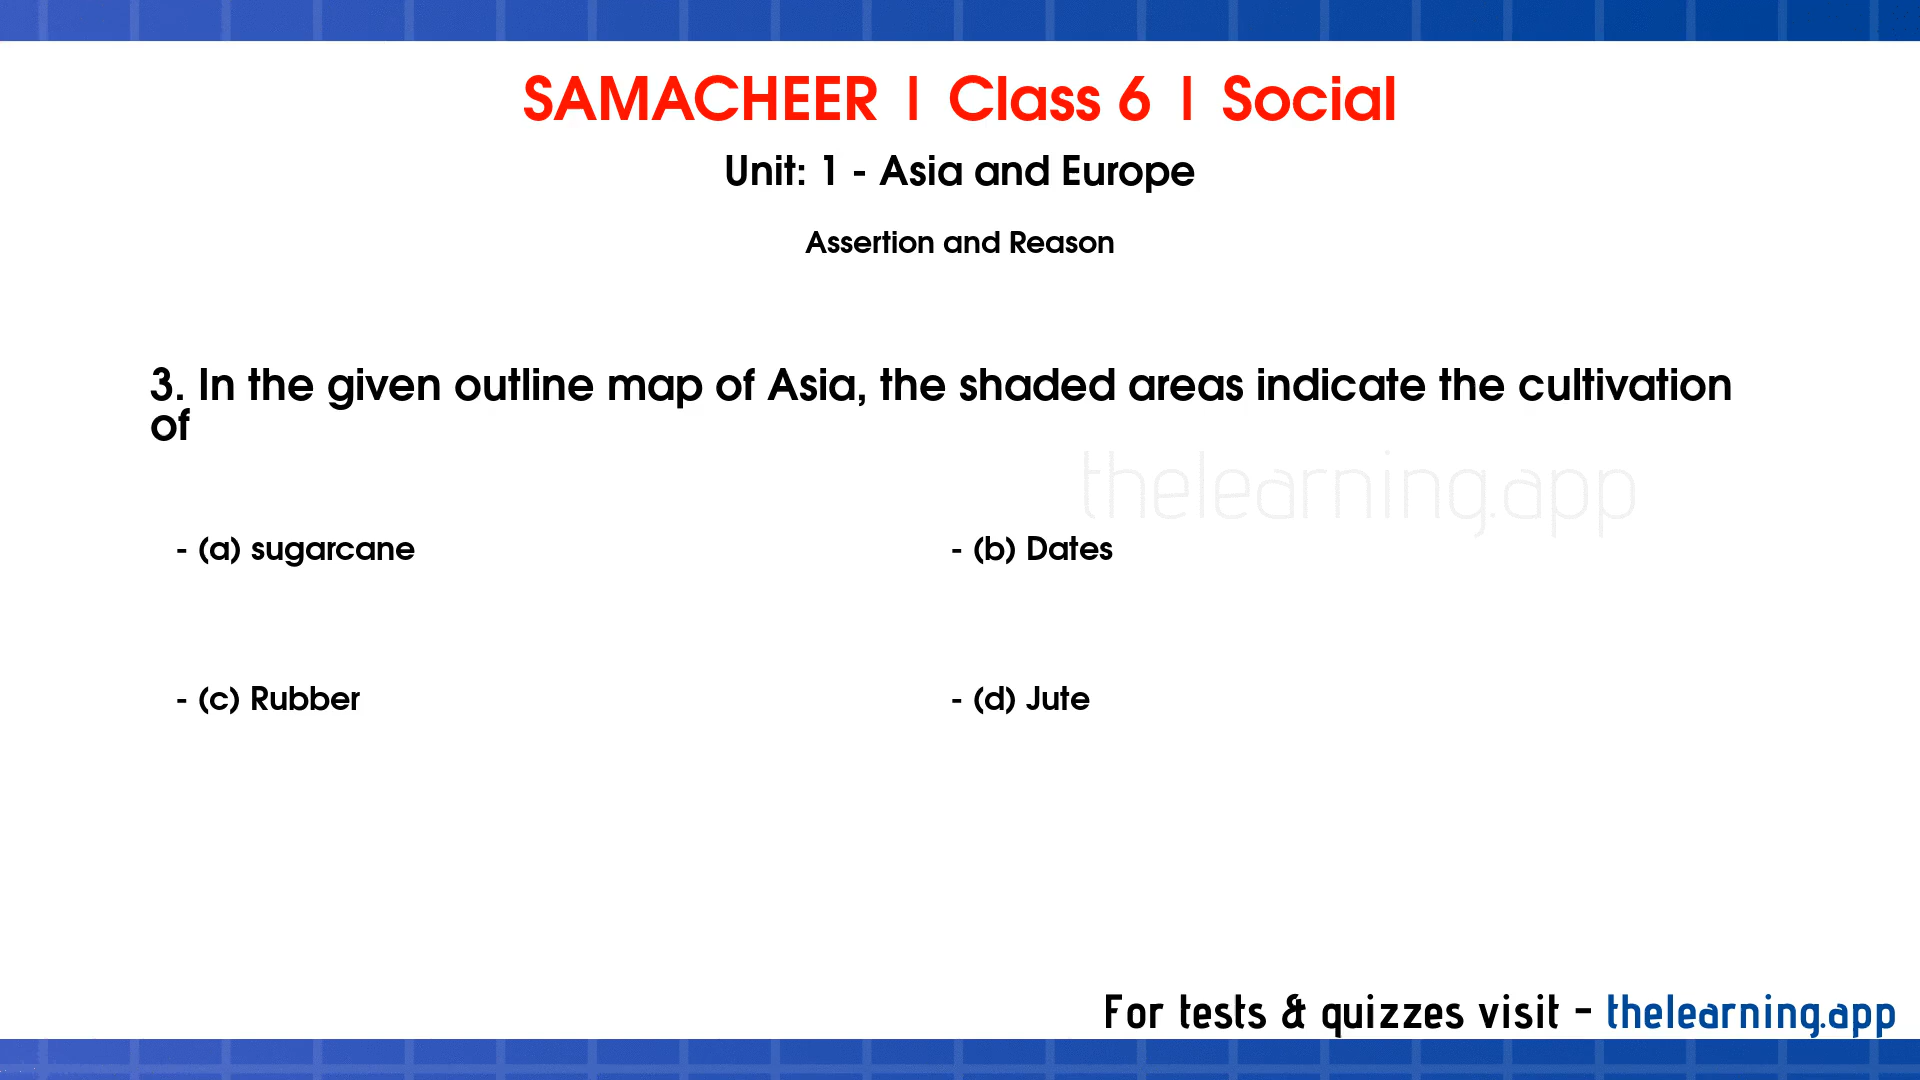 SAMACHEER | Class 6 | Social
Unit: 1 - Asia and Europe
Assertion and Reason
3. In the given outline map of Asia, the shaded areas indicate the cultivation
of
thelearning.app
- (a) sugarcane - (b) Dates
- (c) Rubber - (d) Jute
For tests & quizzes visit - thelearning.app